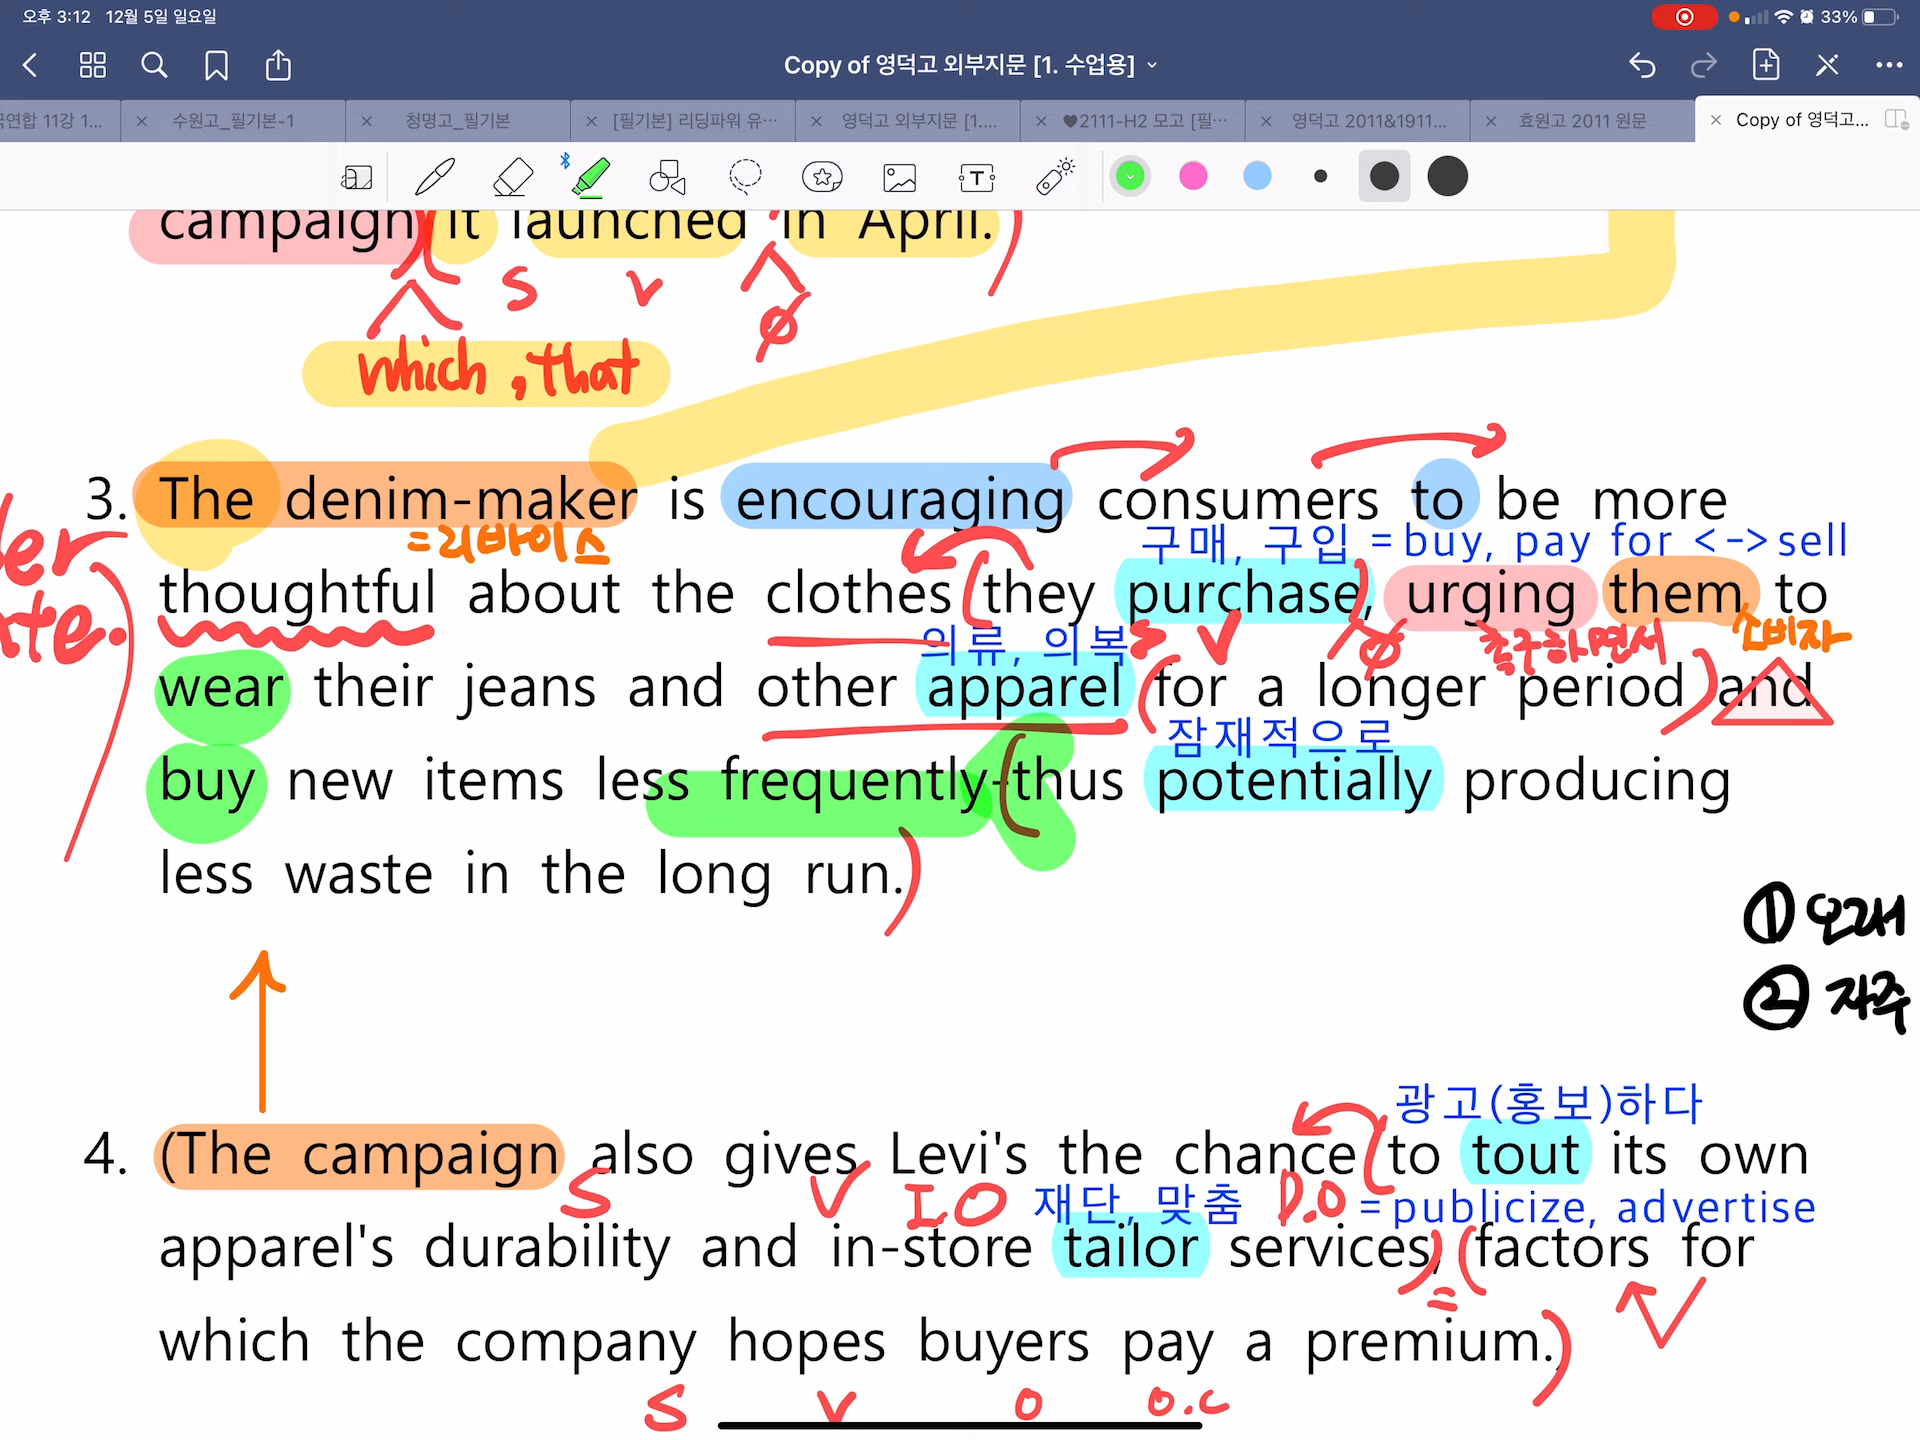 오후 3:12 12월 5일 일요일
33%
Copy of 영덕고 외부지문 [1. 수업용]
국연합 11강 1...
수원고_필기본-1
청명고_필기본
[필기본] 리딩파워 유...
영덕고 외부지문 [1....
♥2111-H2 모고 [필...
영덕고 2011&1911...
효원고 2011 원문
Copy of 영덕고...
campaign (it launched in April.)
S V ø
which, that
3. The denim-maker is encouraging consumers to be more
=리바이스
구매, 구입 = buy, pay for <-> sell
thoughtful about the clothes (they purchase), urging them to
의류, 의복
S V ø
촉구하면서
소비자
wear their jeans and other apparel (for a longer period) and
잠재적으로
buy new items less frequently-(thus potentially producing
less waste in the long run.)
① 오래
② 자주
광고(홍보)하다
4. (The campaign also gives Levi's the chance (to tout its own
S V I.O
재단, 맞춤
D.O
= publicize, advertise
apparel's durability and in-store tailor services), (factors for
=
which the company hopes buyers pay a premium.)
S V O O.C